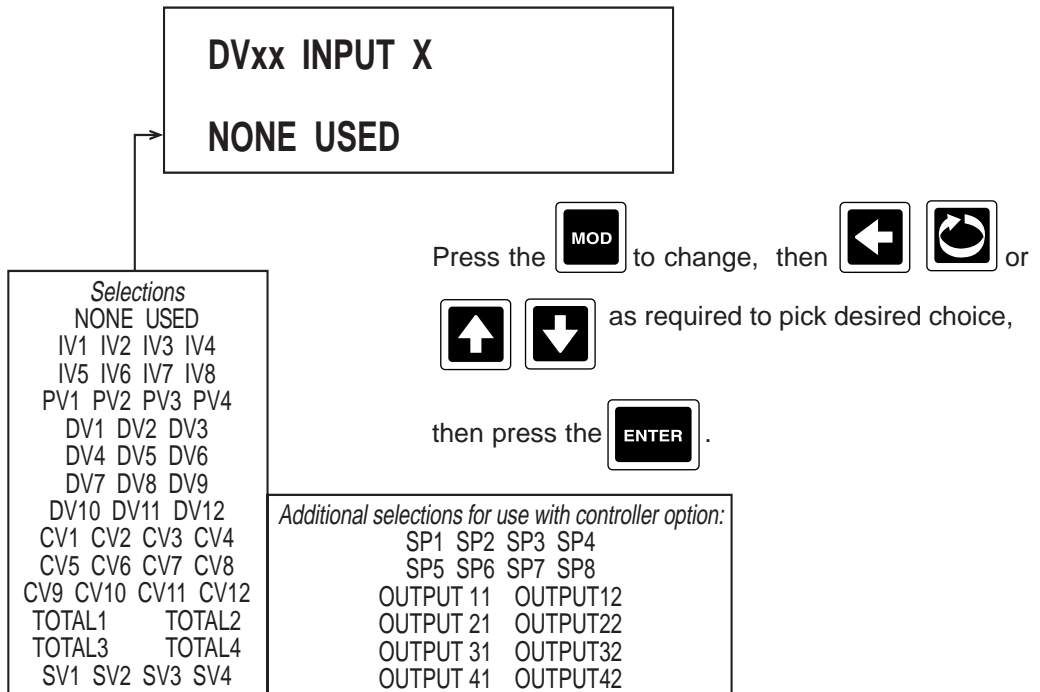 DVxx INPUT X
NONE USED
Press the MOD to change, then or
as required to pick desired choice,
then press the ENTER .
Selections
NONE USED
IV1 IV2 IV3 IV4
IV5 IV6 IV7 IV8
PV1 PV2 PV3 PV4
DV1 DV2 DV3
DV4 DV5 DV6
DV7 DV8 DV9
DV10 DV11 DV12
CV1 CV2 CV3 CV4
CV5 CV6 CV7 CV8
CV9 CV10 CV11 CV12
TOTAL1 TOTAL2
TOTAL3 TOTAL4
SV1 SV2 SV3 SV4
Additional selections for use with controller option:
SP1 SP2 SP3 SP4
SP5 SP6 SP7 SP8
OUTPUT 11 OUTPUT12
OUTPUT 21 OUTPUT22
OUTPUT 31 OUTPUT32
OUTPUT 41 OUTPUT42